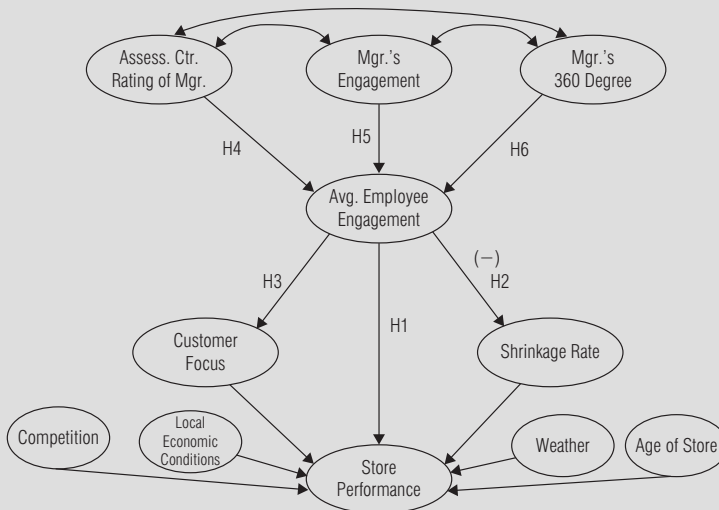 Assess. Ctr.
Rating of Mgr.
Mgr.'s
Engagement
Mgr.'s
360 Degree
H4
H5
H6
Avg. Employee
Engagement
(−)
H3
H2
H1
Customer
Focus
Shrinkage Rate
Competition
Local
Economic
Conditions
Weather
Age of Store
Store
Performance